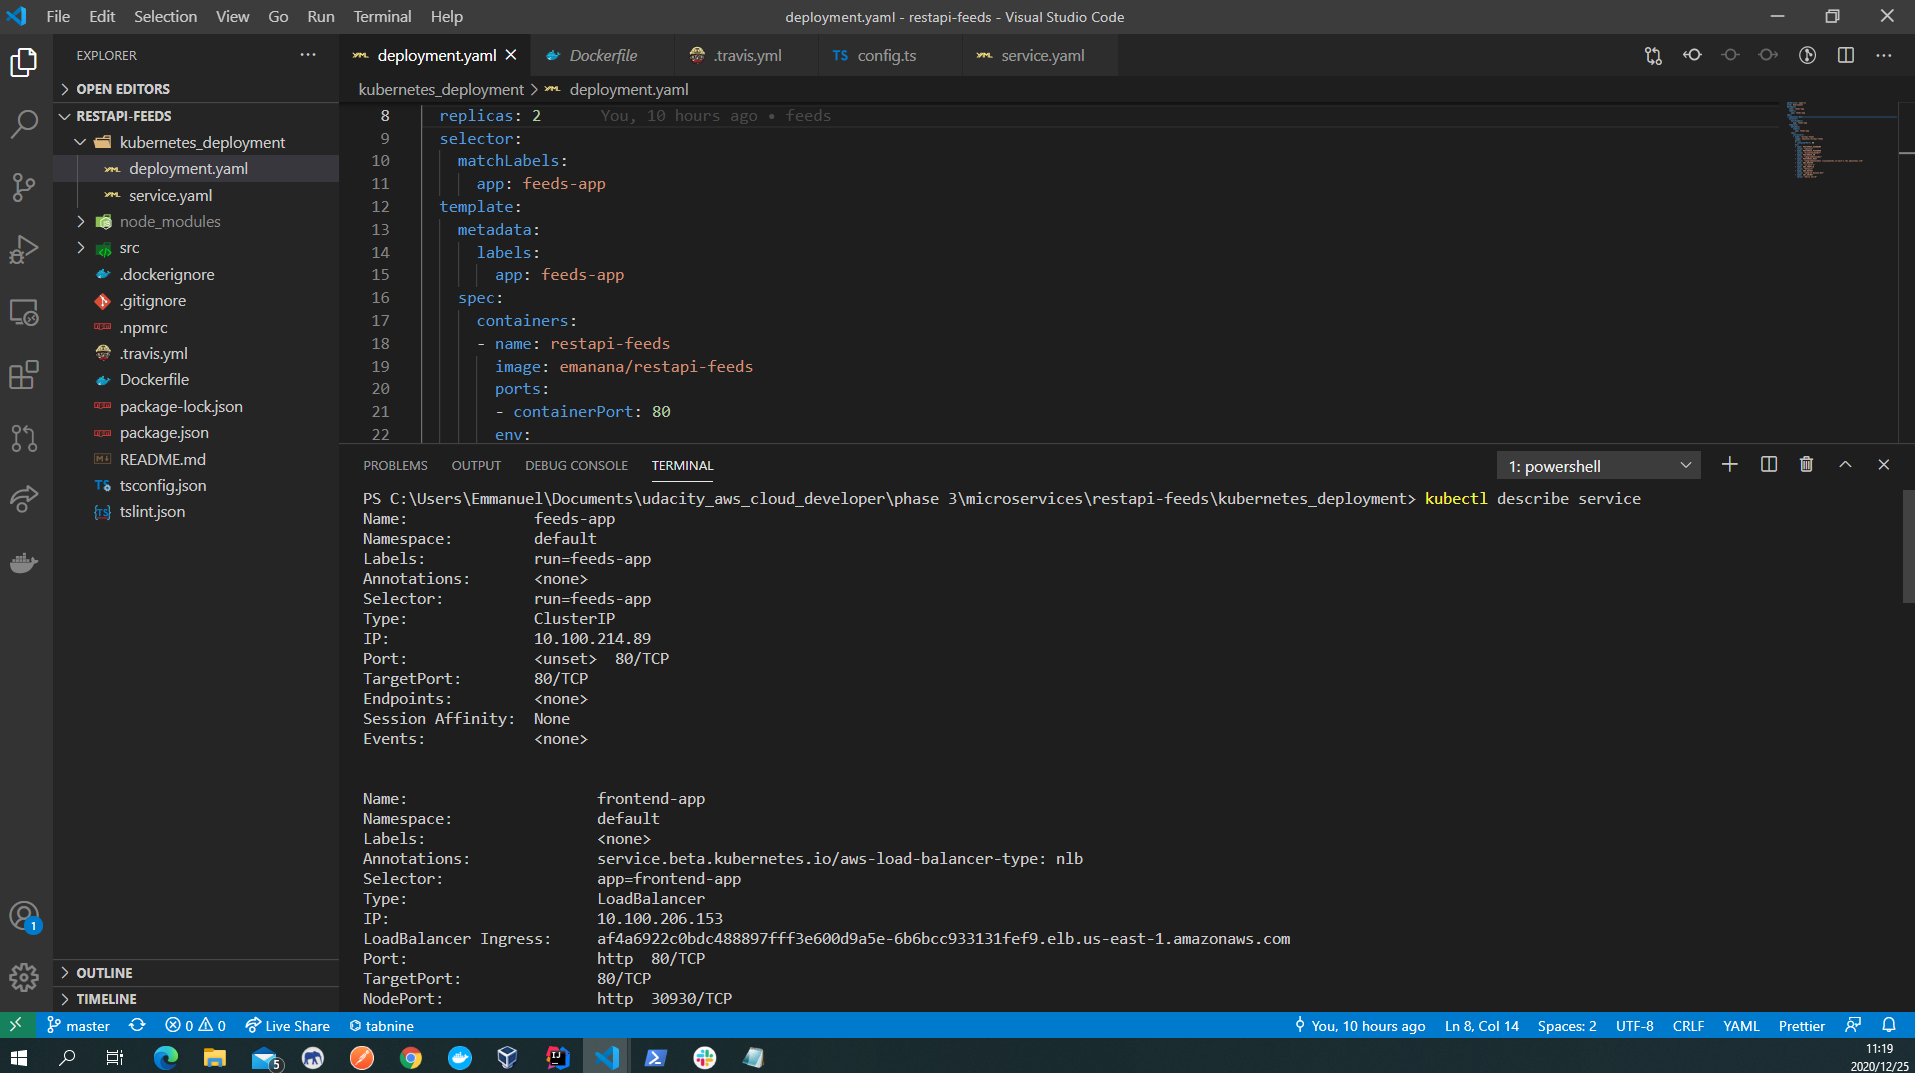 File Edit Selection View Go Run Terminal Help
deployment.yaml - restapi-feeds - Visual Studio Code
EXPLORER
deployment.yaml
Dockerfile
.travis.yml
TS config.ts
service.yaml
OPEN EDITORS
kubernetes_deployment > deployment.yaml
RESTAPI-FEEDS
kubernetes_deployment
deployment.yaml
service.yaml
node_modules
src
.dockerignore
.gitignore
.npmrc
.travis.yml
Dockerfile
package-lock.json
package.json
README.md
tsconfig.json
tslint.json
OUTLINE
TIMELINE
8 replicas: 2 You, 10 hours ago • feeds
9 selector:
10 matchLabels:
11 app: feeds-app
12 template:
13 metadata:
14 labels:
15 app: feeds-app
16 spec:
17 containers:
18 - name: restapi-feeds
19 image: emanana/restapi-feeds
20 ports:
21 - containerPort: 80
22 env:
PROBLEMS OUTPUT DEBUG CONSOLE TERMINAL
1: powershell
PS C:\Users\Emmanuel\Documents\udacity_aws_cloud_developer\phase 3\microservices\restapi-feeds\kubernetes_deployment> kubectl describe service
Name: feeds-app
Namespace: default
Labels: run=feeds-app
Annotations: <none>
Selector: run=feeds-app
Type: ClusterIP
IP: 10.100.214.89
Port: <unset> 80/TCP
TargetPort: 80/TCP
Endpoints: <none>
Session Affinity: None
Events: <none>
Name: frontend-app
Namespace: default
Labels: <none>
Annotations: service.beta.kubernetes.io/aws-load-balancer-type: nlb
Selector: app=frontend-app
Type: LoadBalancer
IP: 10.100.206.153
LoadBalancer Ingress: af4a6922c0bdc488897fff3e600d9a5e-6b6bcc933131fef9.elb.us-east-1.amazonaws.com
Port: http 80/TCP
TargetPort: 80/TCP
NodePort: http 30930/TCP
1
master
0 0
Live Share
tabnine
You, 10 hours ago
Ln 8, Col 14
Spaces: 2
UTF-8
CRLF
YAML
Prettier
5
11:19
2020/12/25